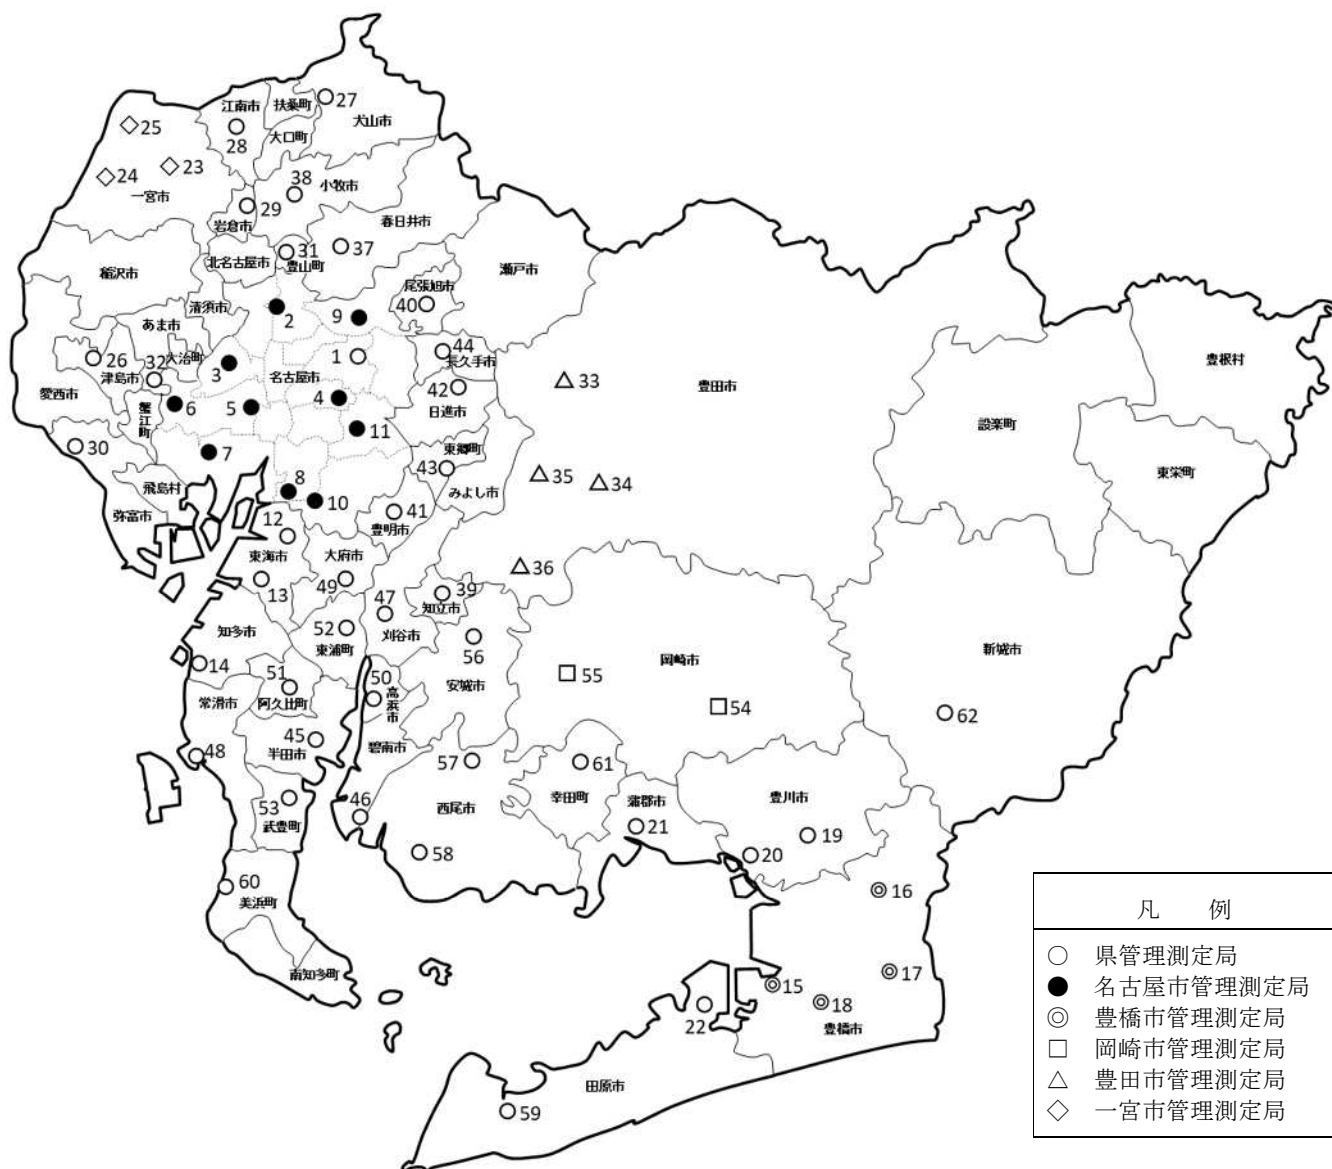 27
扶桑町
江南市
犬山市
25
大口町
28
23
24
38
小牧市
一宮市
29
岩倉市
春日井市
37
31
北名古屋市
豊山町
瀬戸市
稲沢市
尾張旭市
清須市
40
9
2
あま市
44
1
大治町
長久手市
26
32
3
名古屋市
津島市
33
豊田市
豊根村
愛西市
42
4
日進市
蟹江町
6
5
設楽町
11
30
東郷町
7
43
35
34
東栄町
飛島村
8
みよし市
弥富市
10
41
豊明市
12
東海市
大府市
36
13
49
39
47
知立市
知多市
52
刈谷市
東浦町
56
新城市
14
51
岡崎市
55
50
高浜市
安城市
常滑市
阿久比町
54
62
45
碧南市
48
半田市
57
61
46
西尾市
幸田町
蒲郡市
豊川市
53
武豊町
21
19
58
20
60
美浜町
16
南知多町
17
15
18
22
豊橋市
田原市
59
凡 例
○ 県管理測定局
● 名古屋市管理測定局
◎ 豊橋市管理測定局
□ 岡崎市管理測定局
△ 豊田市管理測定局
◇ 一宮市管理測定局